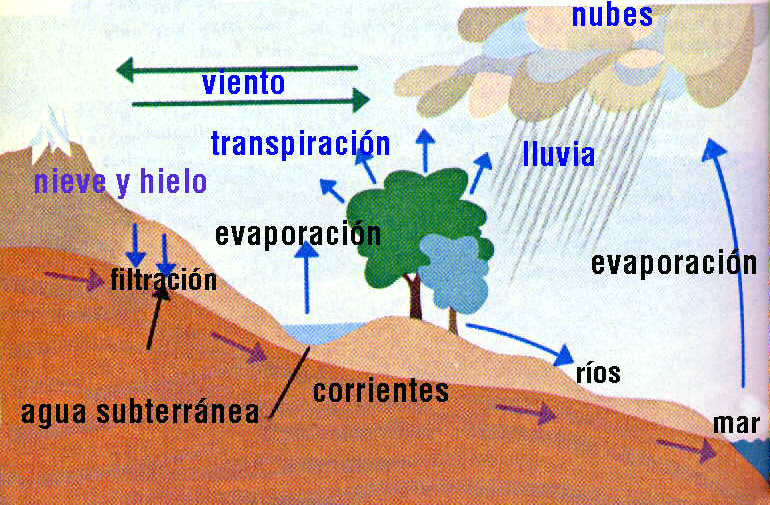 nubes
viento
transpiración
lluvia
nieve y hielo
evaporación
evaporación
filtración
ríos
corrientes
agua subterránea
mar